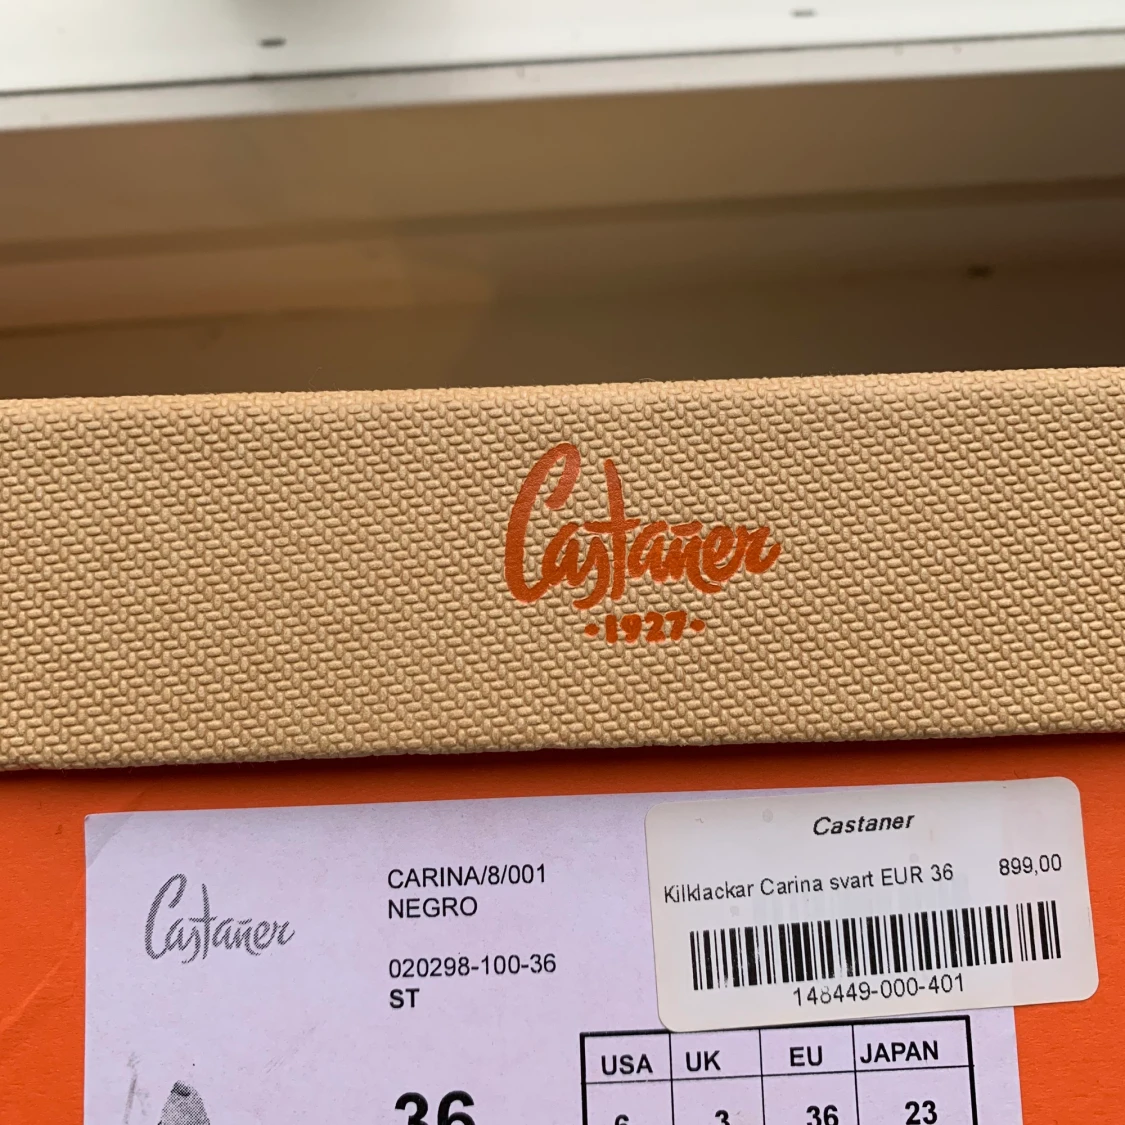 Castañer
·1927·
Castaner
Kilklackar Carina svart EUR 36 899,00
148449-000-401
Castañer
CARINA/8/001
NEGRO
020298-100-36
ST
USA UK EU JAPAN
36 6 3 36 23